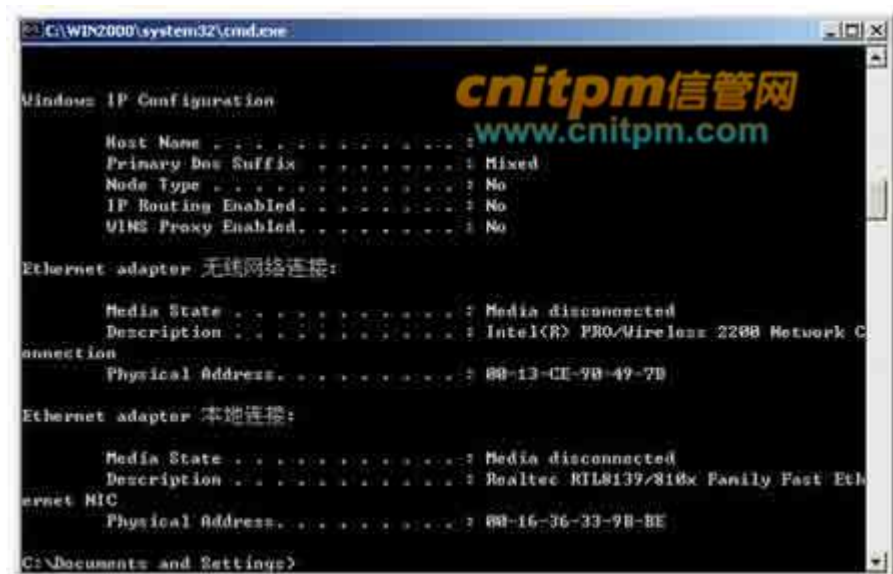 C:\WIN2000\system32\cmd.exe
cnitpm信管网
www.cnitpm.com
Windows IP Configuration
Host Name . . . . . . . . . . . . :
Primary Dns Suffix . . . . . . . : Mixed
Node Type . . . . . . . . . . . . : No
IP Routing Enabled. . . . . . . . : No
WINS Proxy Enabled. . . . . . . . : No
Ethernet adapter 无线网络连接:
Media State . . . . . . . . . . . : Media disconnected
Description . . . . . . . . . . . : Intel(R) PRO/Wireless 2200 Network C
onnection
Physical Address. . . . . . . . . : 00-13-CE-90-49-7D
Ethernet adapter 本地连接:
Media State . . . . . . . . . . . : Media disconnected
Description . . . . . . . . . . . : Realtec RTL8139/810x Family Fast Eth
ernet NIC
Physical Address. . . . . . . . . : 00-16-36-33-9B-BE
C:\Documents and Settings>